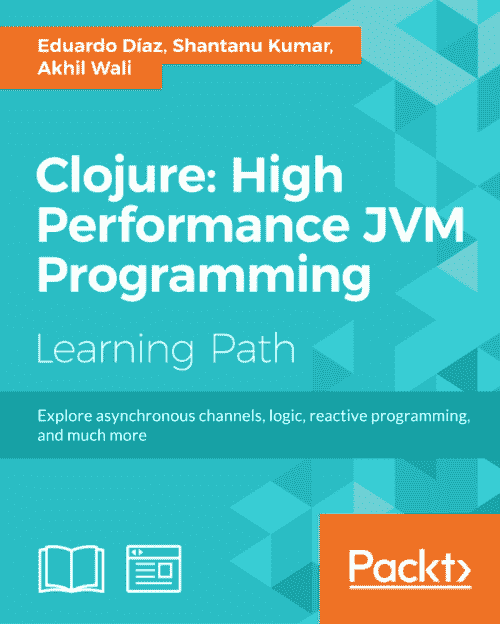 Eduardo Díaz, Shantanu Kumar,
Akhil Wali
Clojure: High
Performance JVM
Programming
Learning Path
Explore asynchronous channels, logic, reactive programming,
and much more
Packt>